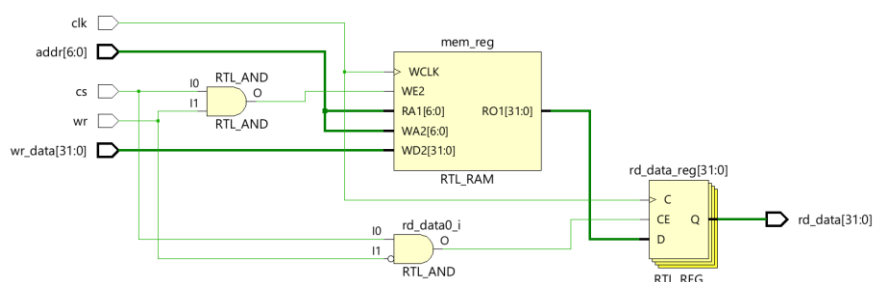 clk
addr[6:0]
cs
wr
wr_data[31:0]
I0
I1
RTL_AND
O
RTL_AND
mem_reg
WCLK
WE2
RA1[6:0]
WA2[6:0]
WD2[31:0]
RO1[31:0]
RTL_RAM
I0
I1
rd_data0_i
O
RTL_AND
rd_data_reg[31:0]
C
CE
D
Q
RTL_REG
rd_data[31:0]